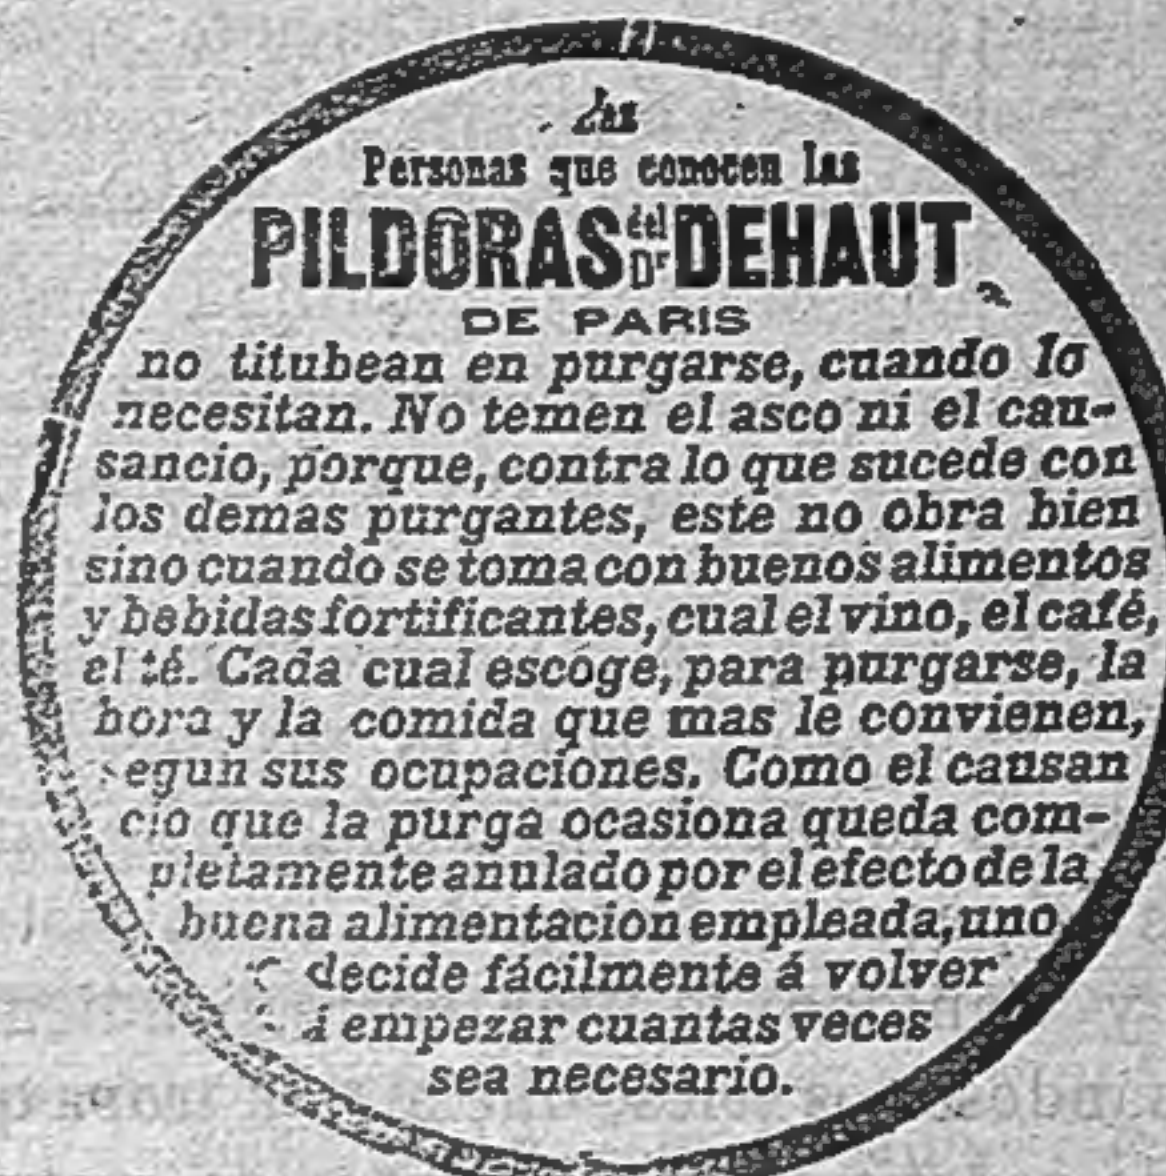 Las
Personas que conocen las
PILDORAS del Dr DEHAUT
DE PARIS
no titubean en purgarse, cuando lo
necesitan. No temen el asco ni el cau-
sancio, porque, contra lo que sucede con
los demas purgantes, este no obra bien
sino cuando se toma con buenos alimentos
y bebidas fortificantes, cual el vino, el café,
el té. Cada cual escoge, para purgarse, la
hora y la comida que mas le convienen,
segun sus ocupaciones. Como el causan
cio que la purga ocasiona queda com-
pletamente anulado por el efecto de la
buena alimentacion empleada, uno
decide fácilmente á volver
á empezar cuantas veces
sea necesario.